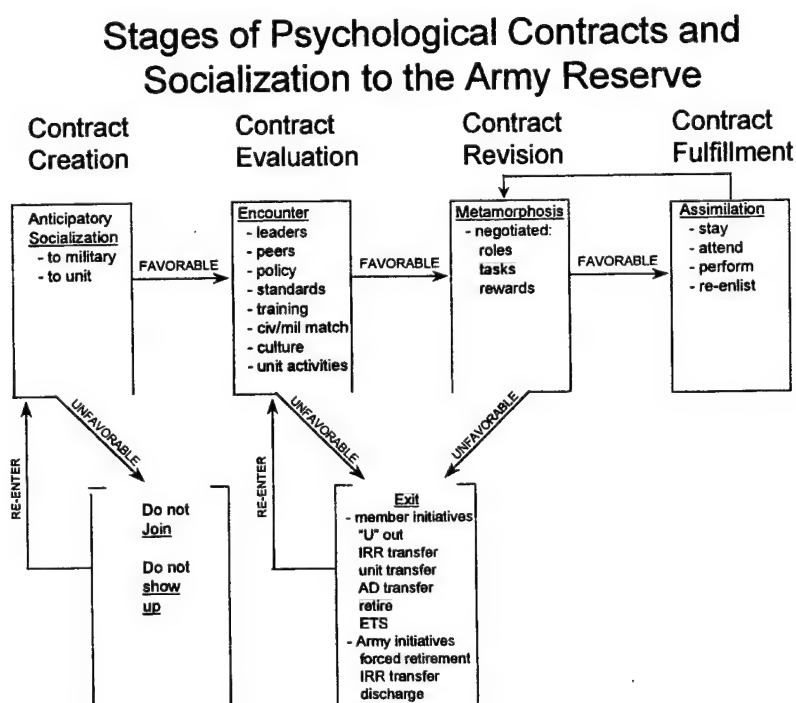 Stages of Psychological Contracts and
Socialization to the Army Reserve
Contract
Creation
Contract
Evaluation
Contract
Revision
Contract
Fulfillment
Anticipatory
Socialization
- to military
- to unit
FAVORABLE
Encounter
- leaders
- peers
- policy
- standards
- training
- civ/mil match
- culture
- unit activities
FAVORABLE
Metamorphosis
- negotiated:
roles
tasks
rewards
FAVORABLE
Assimilation
- stay
- attend
- perform
- re-enlist
UNFAVORABLE
RE-ENTER
UNFAVORABLE
RE-ENTER
UNFAVORABLE
Do not
Join
Do not
show
up
Exit
- member initiatives
"U" out
IRR transfer
unit transfer
AD transfer
retire
ETS
- Army initiatives
forced retirement
IRR transfer
discharge